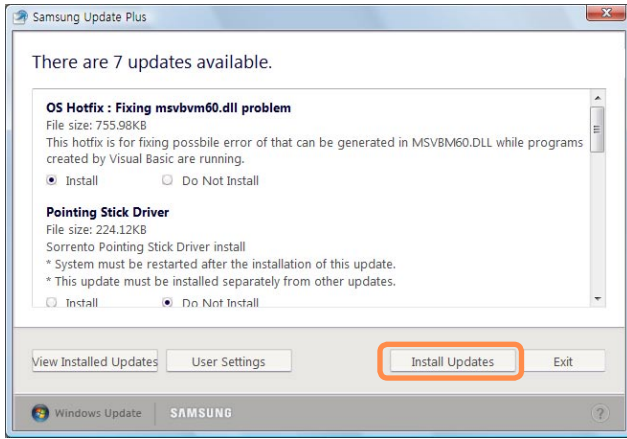 Samsung Update Plus
There are 7 updates available.
OS Hotfix : Fixing msvbvm60.dll problem
File size: 755.98KB
This hotfix is for fixing possbile error of that can be generated in MSVBM60.DLL while programs
created by Visual Basic are running.
Install Do Not Install
Pointing Stick Driver
File size: 224.12KB
Sorrento Pointing Stick Driver install
* System must be restarted after the installation of this update.
* This update must be installed separately from other updates.
Install Do Not Install
View Installed Updates User Settings Install Updates Exit
Windows Update SAMSUNG ?